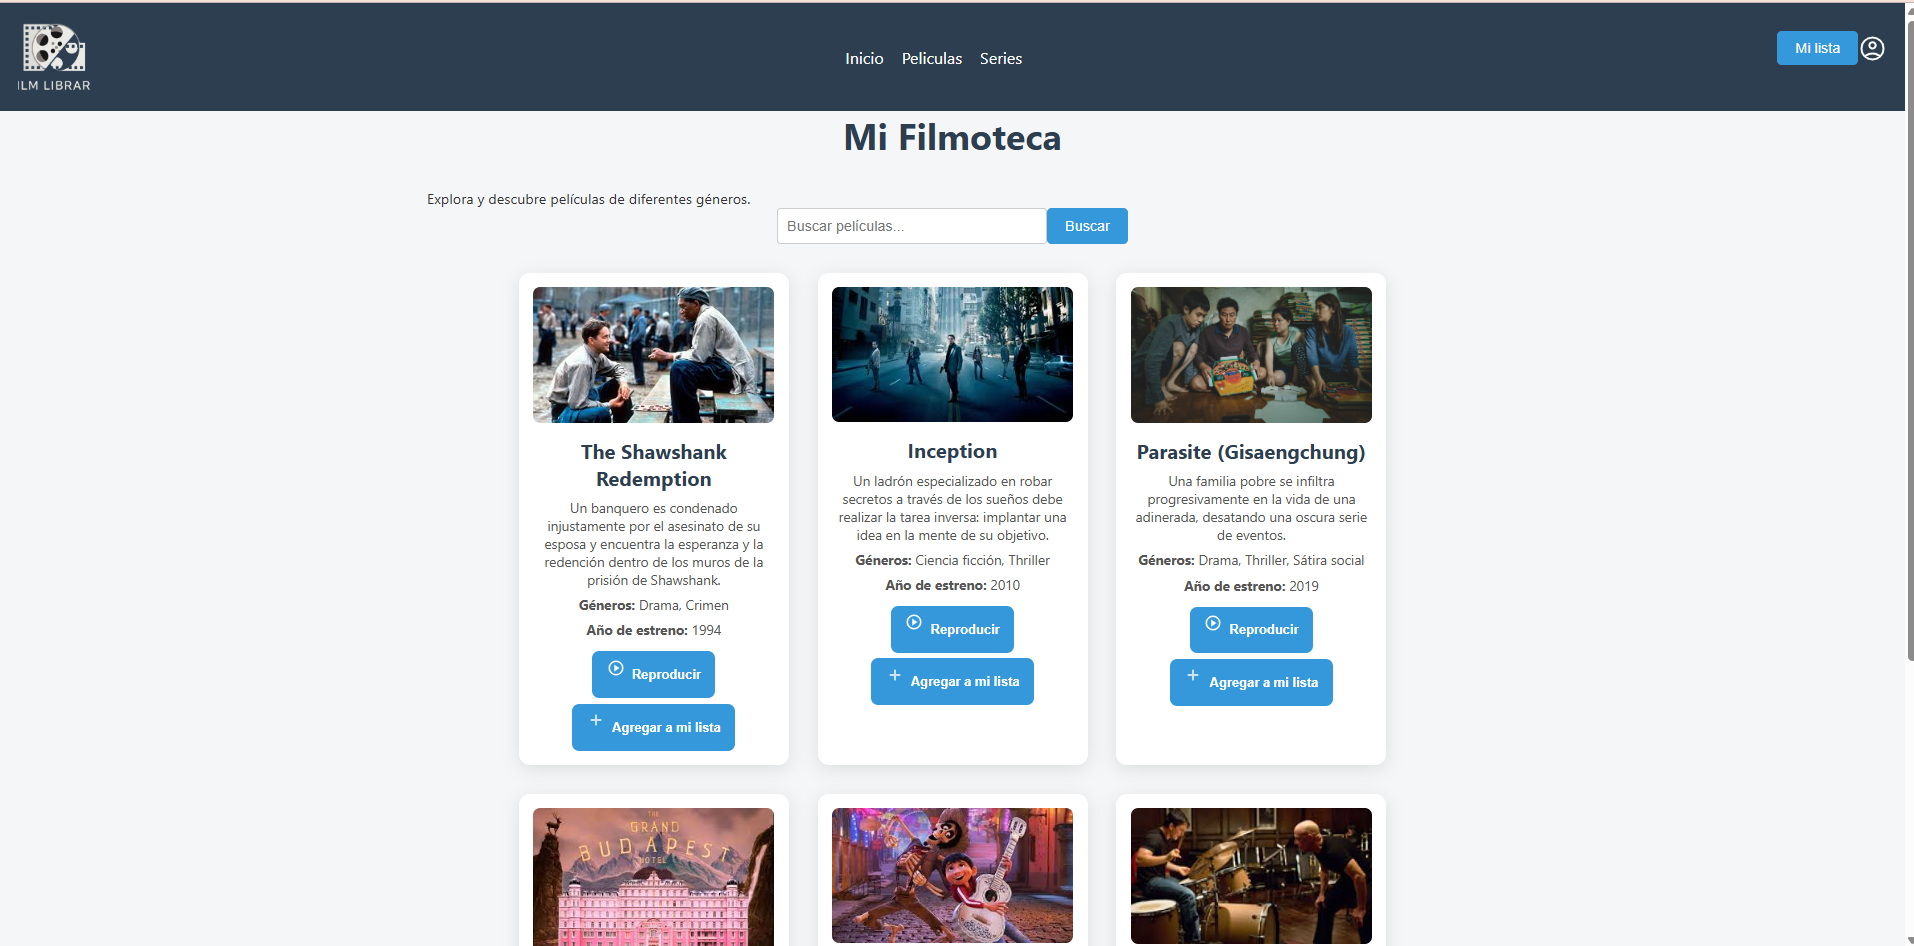 ILM LIBRAR
Inicio Peliculas Series
Mi lista
Mi Filmoteca
Explora y descubre películas de diferentes géneros.
Buscar películas...
Buscar
The Shawshank
Redemption
Un banquero es condenado
injustamente por el asesinato de su
esposa y encuentra la esperanza y la
redención dentro de los muros de la
prisión de Shawshank.
Géneros: Drama, Crimen
Año de estreno: 1994
Reproducir
Agregar a mi lista
Inception
Un ladrón especializado en robar
secretos a través de los sueños debe
realizar la tarea inversa: implantar una
idea en la mente de su objetivo.
Géneros: Ciencia ficción, Thriller
Año de estreno: 2010
Reproducir
Agregar a mi lista
Parasite (Gisaengchung)
Una familia pobre se infiltra
progresivamente en la vida de una
adinerada, desatando una oscura serie
de eventos.
Géneros: Drama, Thriller, Sátira social
Año de estreno: 2019
Reproducir
Agregar a mi lista
THE
GRAND
BUDAPEST
HOTEL